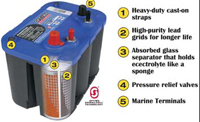 5
1
Heavy-duty cast-on
straps
2
High-purity lead
grids for longer life
3
Absorbed glass
separator that holds
ecectrolyte like a
sponge
4
Pressure relief valves
5
Marine Terminals
4
1
3
2